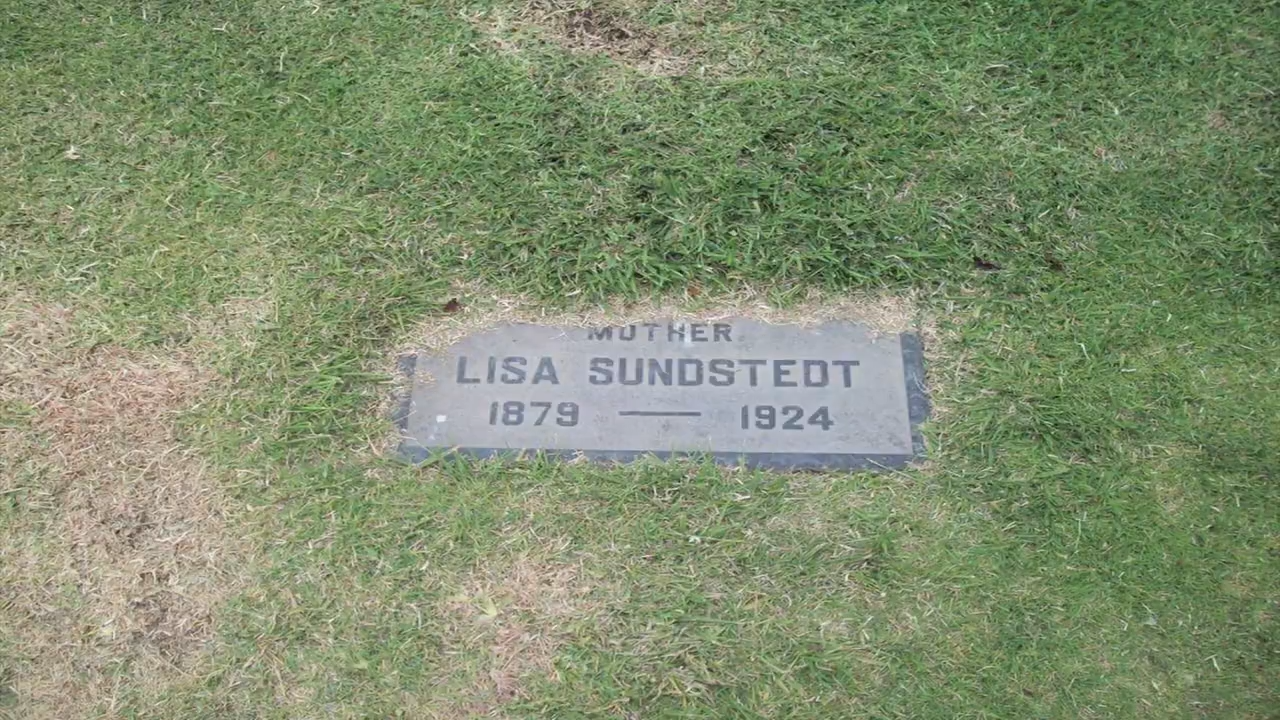 MOTHER
LISA SUNDSTEDT
1879 — 1924